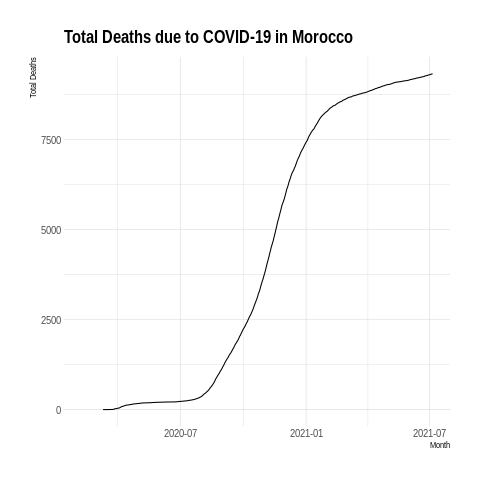 Total Deaths due to COVID-19 in Morocco
Total Deaths
7500
5000
2500
0
2020-07 2021-01 2021-07
Month